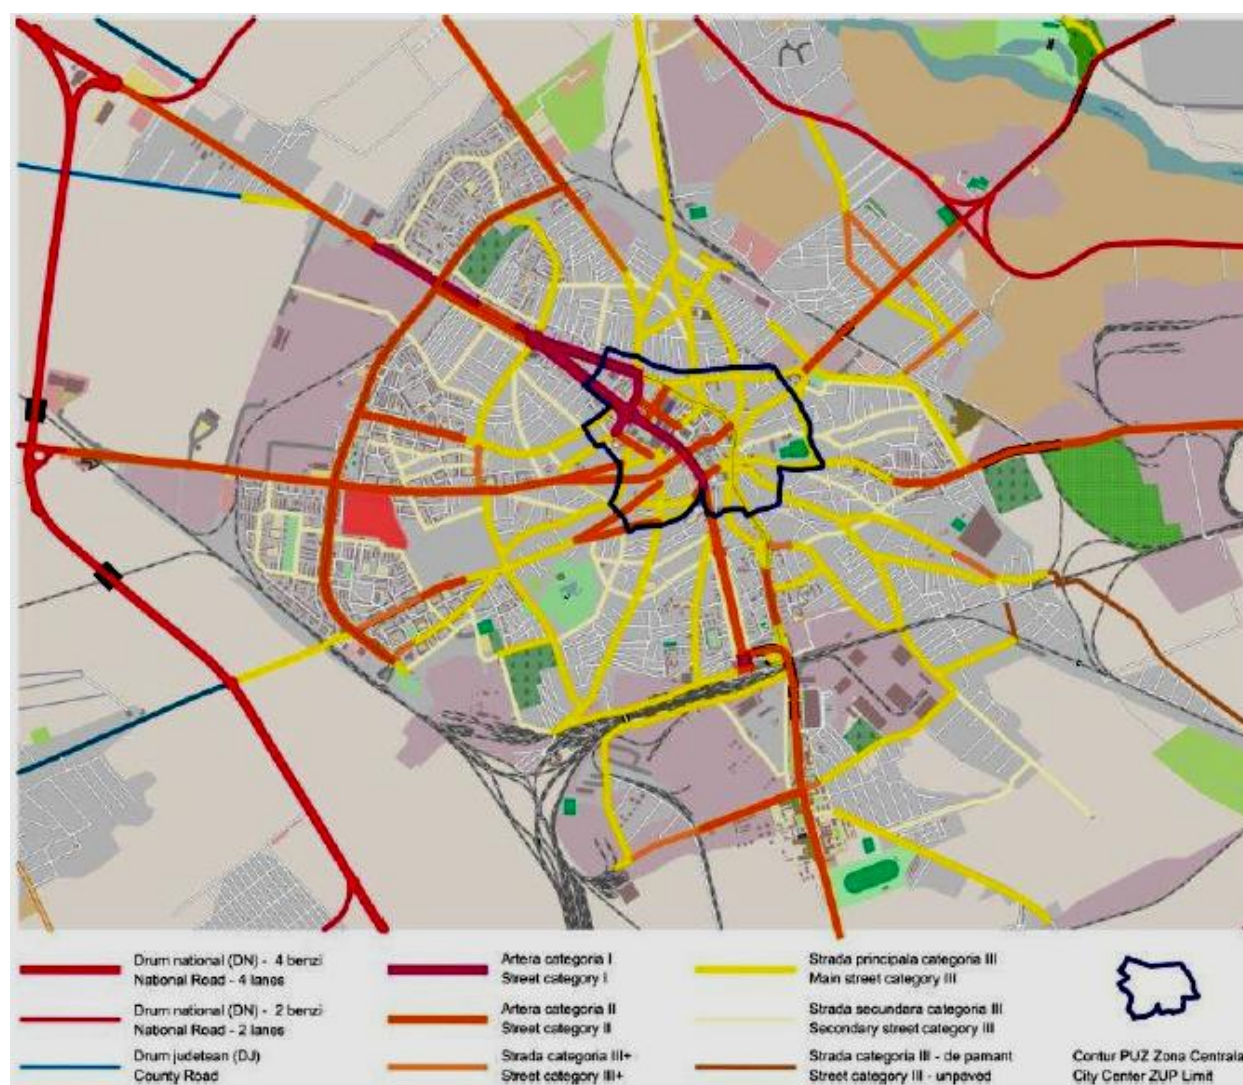 Drum national (DN) - 4 benzi
National Road - 4 lanes
Drum national (DN) - 2 benzi
National Road - 2 lanes
Drum judetean (DJ)
County Road
Artera categoria I
Street category I
Artera categoria II
Street category II
Strada categoria III+
Street category III+
Strada principala categoria III
Main street category III
Strada secundara categoria III
Secondary street category III
Strada categoria III - de pamant
Street category III - unpaved
Contur PUZ Zona Centrala
City Center ZUP Limit